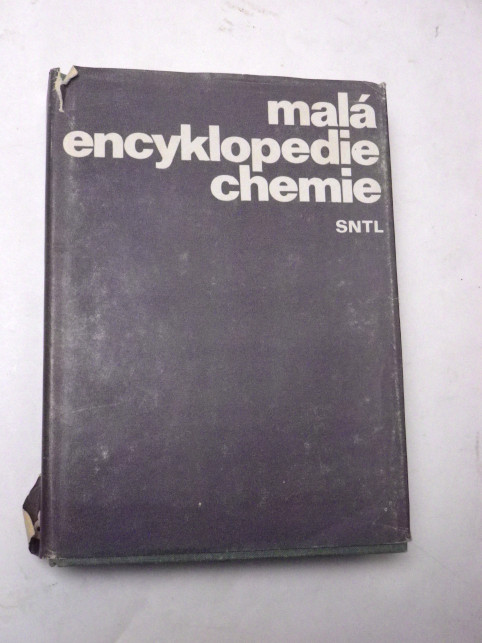 malá
encyklopedie
chemie
SNTL